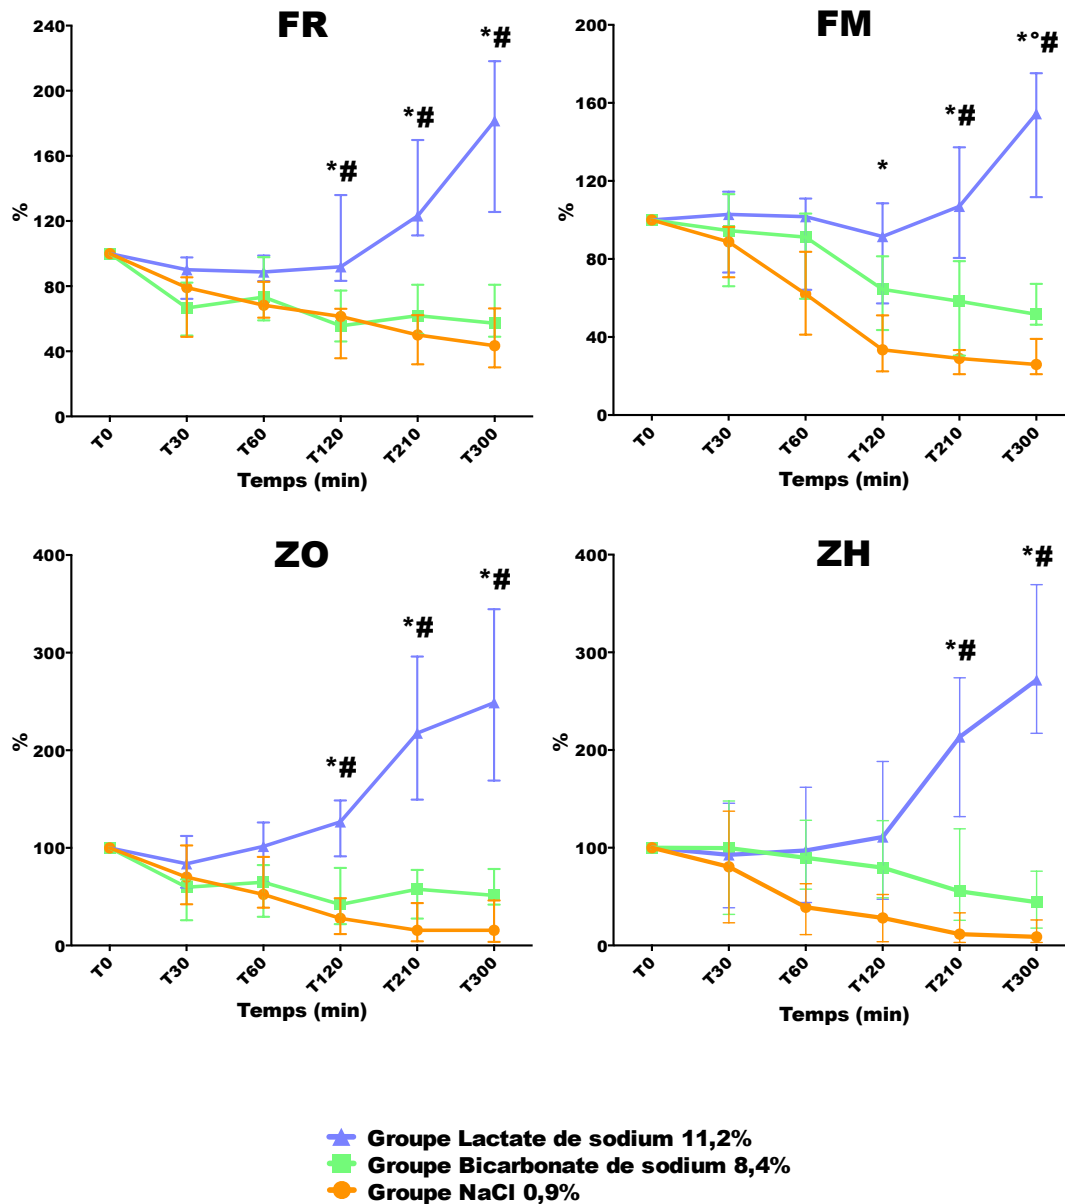 FR
240
200
160
120
80
40
0
%
*#
*#
*#
T0 T30 T60 T120 T210 T300
Temps (min)
FM
200
160
120
80
40
0
%
*
*#
*°#
T0 T30 T60 T120 T210 T300
Temps (min)
ZO
400
300
200
100
0
%
*#
*#
*#
T0 T30 T60 T120 T210 T300
Temps (min)
ZH
400
300
200
100
0
%
*#
*#
T0 T30 T60 T120 T210 T300
Temps (min)
Groupe Lactate de sodium 11,2%
Groupe Bicarbonate de sodium 8,4%
Groupe NaCl 0,9%